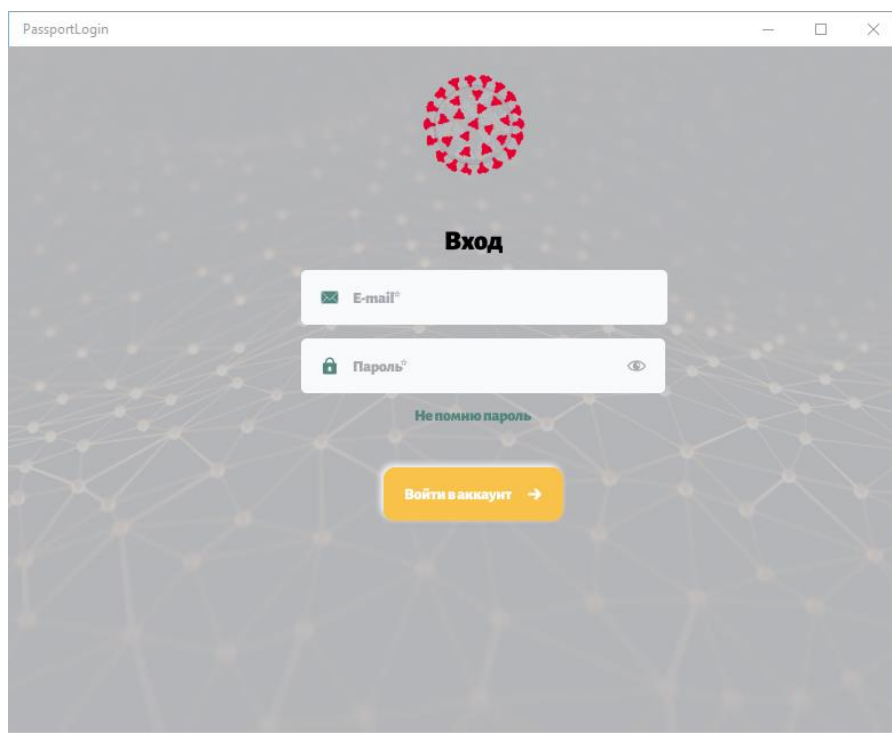 PassportLogin
Вход
E-mail*
Пароль*
Не помню пароль
Войти в аккаунт →